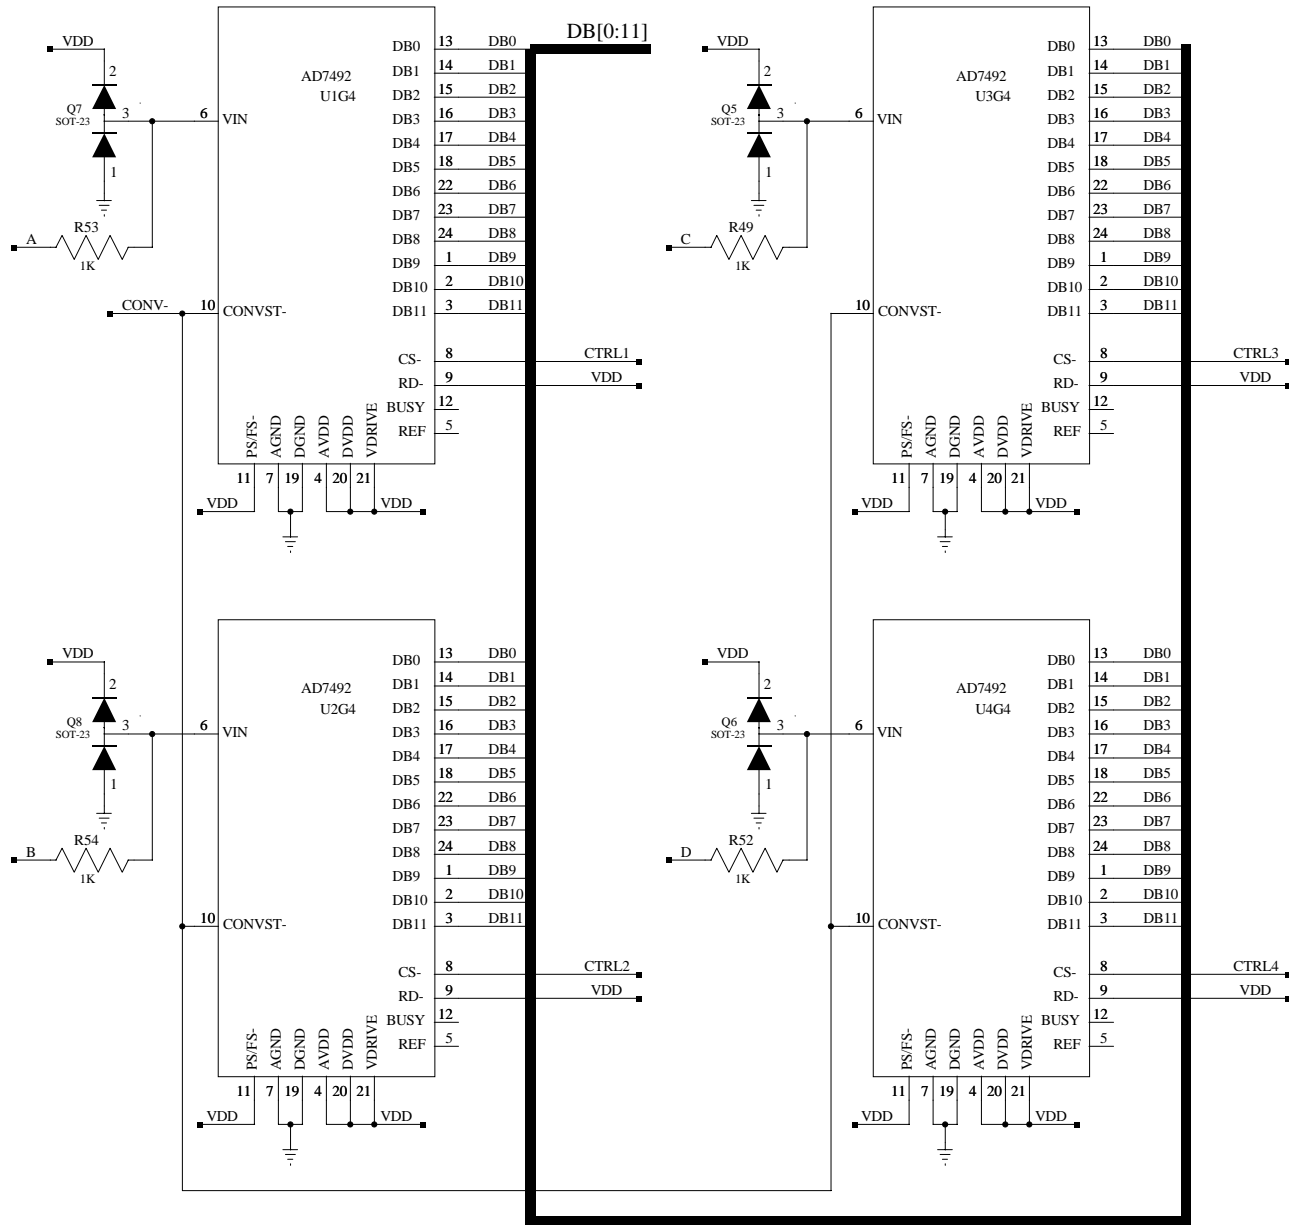 DB[0:11]
VDD
2
Q7
SOT-23
3
1
A
R53
1K
CONV-
6 VIN
10 CONVST-
AD7492
U1G4
DB0 13 DB0
DB1 14 DB1
DB2 15 DB2
DB3 16 DB3
DB4 17 DB4
DB5 18 DB5
DB6 22 DB6
DB7 23 DB7
DB8 24 DB8
DB9 1 DB9
DB10 2 DB10
DB11 3 DB11
CS- 8 CTRL1
RD- 9 VDD
BUSY 12
REF 5
PS/FS- AGND DGND AVDD DVDD VDRIVE
11 7 19 4 20 21
VDD VDD
VDD
2
Q5
SOT-23
3
1
C
R49
1K
6 VIN
10 CONVST-
AD7492
U3G4
DB0 13 DB0
DB1 14 DB1
DB2 15 DB2
DB3 16 DB3
DB4 17 DB4
DB5 18 DB5
DB6 22 DB6
DB7 23 DB7
DB8 24 DB8
DB9 1 DB9
DB10 2 DB10
DB11 3 DB11
CS- 8 CTRL3
RD- 9 VDD
BUSY 12
REF 5
PS/FS- AGND DGND AVDD DVDD VDRIVE
11 7 19 4 20 21
VDD VDD
VDD
2
Q8
SOT-23
3
1
B
R54
1K
6 VIN
10 CONVST-
AD7492
U2G4
DB0 13 DB0
DB1 14 DB1
DB2 15 DB2
DB3 16 DB3
DB4 17 DB4
DB5 18 DB5
DB6 22 DB6
DB7 23 DB7
DB8 24 DB8
DB9 1 DB9
DB10 2 DB10
DB11 3 DB11
CS- 8 CTRL2
RD- 9 VDD
BUSY 12
REF 5
PS/FS- AGND DGND AVDD DVDD VDRIVE
11 7 19 4 20 21
VDD VDD
VDD
2
Q6
SOT-23
3
1
D
R52
1K
6 VIN
10 CONVST-
AD7492
U4G4
DB0 13 DB0
DB1 14 DB1
DB2 15 DB2
DB3 16 DB3
DB4 17 DB4
DB5 18 DB5
DB6 22 DB6
DB7 23 DB7
DB8 24 DB8
DB9 1 DB9
DB10 2 DB10
DB11 3 DB11
CS- 8 CTRL4
RD- 9 VDD
BUSY 12
REF 5
PS/FS- AGND DGND AVDD DVDD VDRIVE
11 7 19 4 20 21
VDD VDD